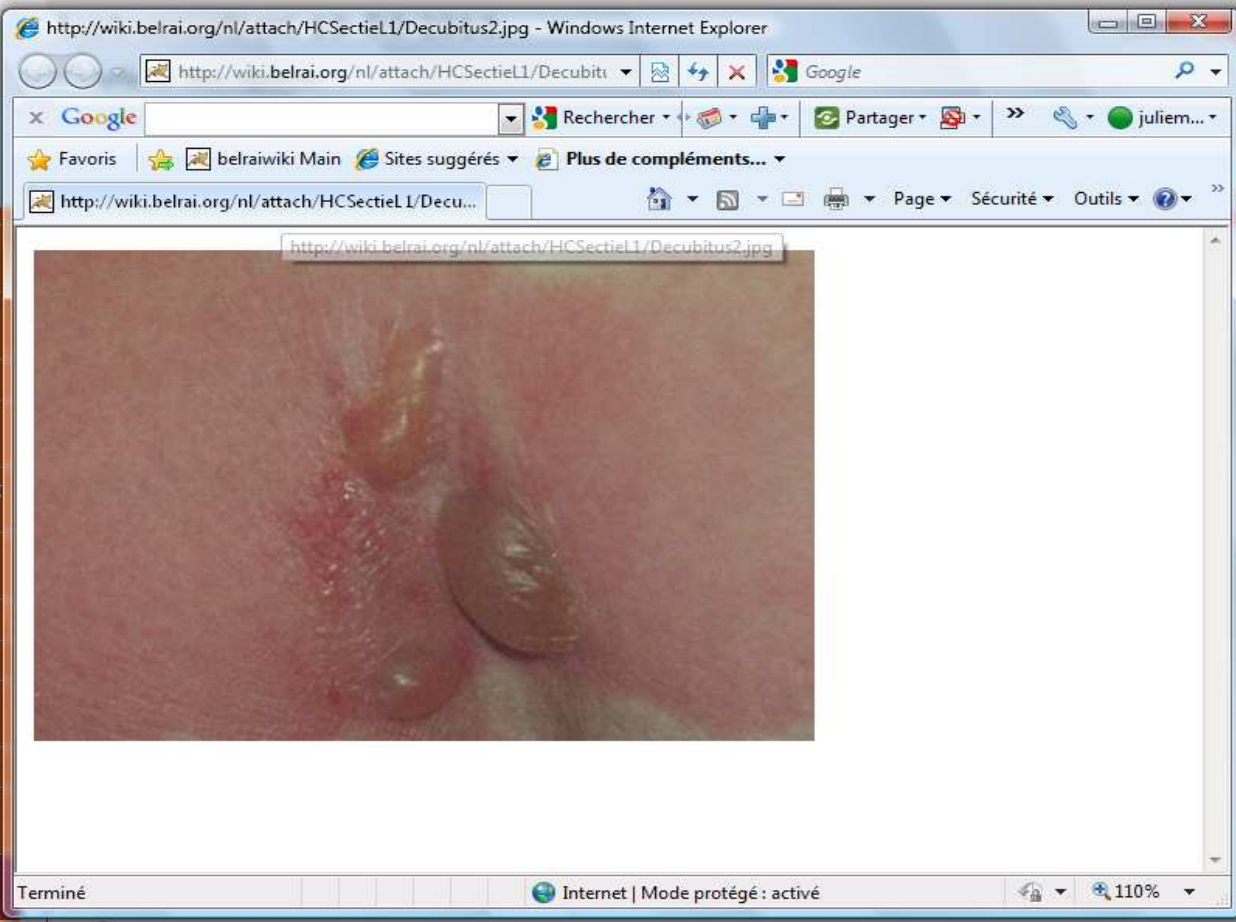 http://wiki.belrai.org/nl/attach/HCSectieL1/Decubitus2.jpg - Windows Internet Explorer
http://wiki.belrai.org/nl/attach/HCSectieL1/Decubitu Google
x Google Rechercher Partager » juliem...
Favoris belraiwiki Main Sites suggérés Plus de compléments...
http://wiki.belrai.org/nl/attach/HCSectieL1/Decu... Page Sécurité Outils »
http://wiki.belrai.org/nl/attach/HCSectieL1/Decubitus2.jpg
Terminé Internet | Mode protégé : activé 110%